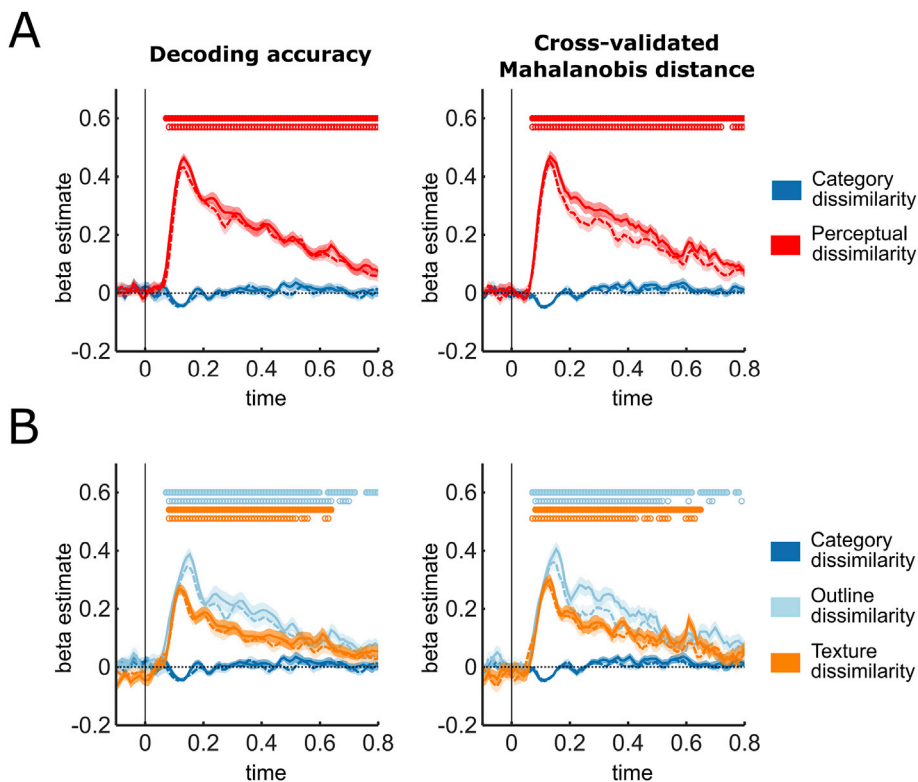 A
Decoding accuracy
Cross-validated
Mahalanobis distance
beta estimate
0.6
0.4
0.2
0
-0.2
0
0.2
0.4
0.6
0.8
time
beta estimate
0.6
0.4
0.2
0
-0.2
0
0.2
0.4
0.6
0.8
time
Category
dissimilarity
Perceptual
dissimilarity
B
beta estimate
0.6
0.4
0.2
0
-0.2
0
0.2
0.4
0.6
0.8
time
beta estimate
0.6
0.4
0.2
0
-0.2
0
0.2
0.4
0.6
0.8
time
Category
dissimilarity
Outline
dissimilarity
Texture
dissimilarity